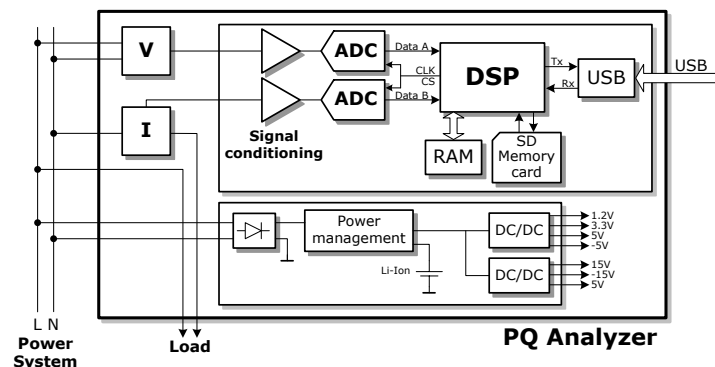 V
I
ADC
ADC
Data A
CLK
CS
Data B
DSP
Tx
Rx
USB
USB
Signal
conditioning
RAM
SD
Memory
card
Power
management
Li-Ion
DC/DC
1.2V
3.3V
5V
-5V
DC/DC
15V
-15V
5V
L N
Power
System
Load
PQ Analyzer